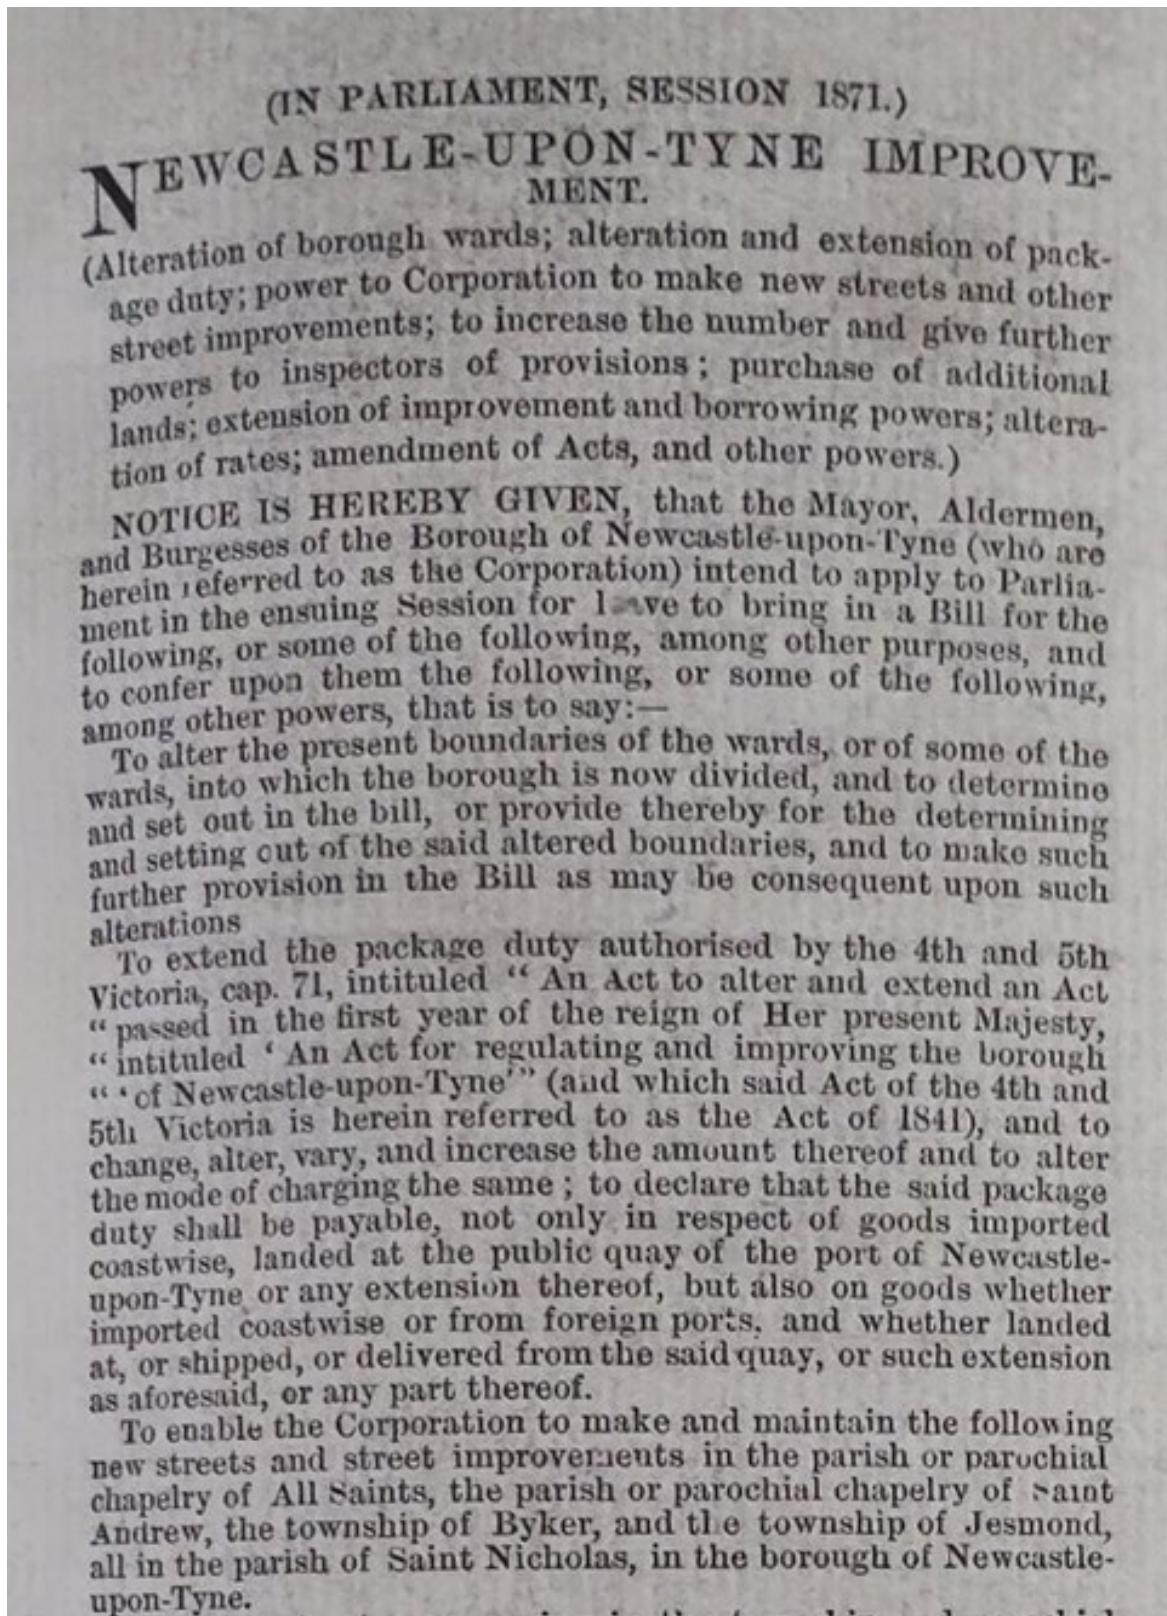 (IN PARLIAMENT, SESSION 1871.)
NEWCASTLE-UPON-TYNE IMPROVE-
MENT.
(Alteration of borough wards; alteration and extension of pack-
age duty; power to Corporation to make new streets and other
street improvements; to increase the number and give further
powers to inspectors of provisions; purchase of additional
lands; extension of improvement and borrowing powers; altera-
tion of rates; amendment of Acts, and other powers.)
NOTICE IS HEREBY GIVEN, that the Mayor, Aldermen,
and Burgesses of the Borough of Newcastle-upon-Tyne (who are
herein referred to as the Corporation) intend to apply to Parlia-
ment in the ensuing Session for leave to bring in a Bill for the
following, or some of the following, among other purposes, and
to confer upon them the following, or some of the following,
among other powers, that is to say:—
To alter the present boundaries of the wards, or of some of the
wards, into which the borough is now divided, and to determine
and set out in the bill, or provide thereby for the determining
and setting out of the said altered boundaries, and to make such
further provision in the Bill as may be consequent upon such
alterations
To extend the package duty authorised by the 4th and 5th
Victoria, cap. 71, intituled “ An Act to alter and extend an Act
“ passed in the first year of the reign of Her present Majesty,
“ intituled ‘ An Act for regulating and improving the borough
“ ‘ of Newcastle-upon-Tyne’” (and which said Act of the 4th and
5th Victoria is herein referred to as the Act of 1841), and to
change, alter, vary, and increase the amount thereof and to alter
the mode of charging the same; to declare that the said package
duty shall be payable, not only in respect of goods imported
coastwise, landed at the public quay of the port of Newcastle-
upon-Tyne or any extension thereof, but also on goods whether
imported coastwise or from foreign ports, and whether landed
at, or shipped, or delivered from the said quay, or such extension
as aforesaid, or any part thereof.
To enable the Corporation to make and maintain the following
new streets and street improvements in the parish or parochial
chapelry of All Saints, the parish or parochial chapelry of Saint
Andrew, the township of Byker, and the township of Jesmond,
all in the parish of Saint Nicholas, in the borough of Newcastle-
upon-Tyne.